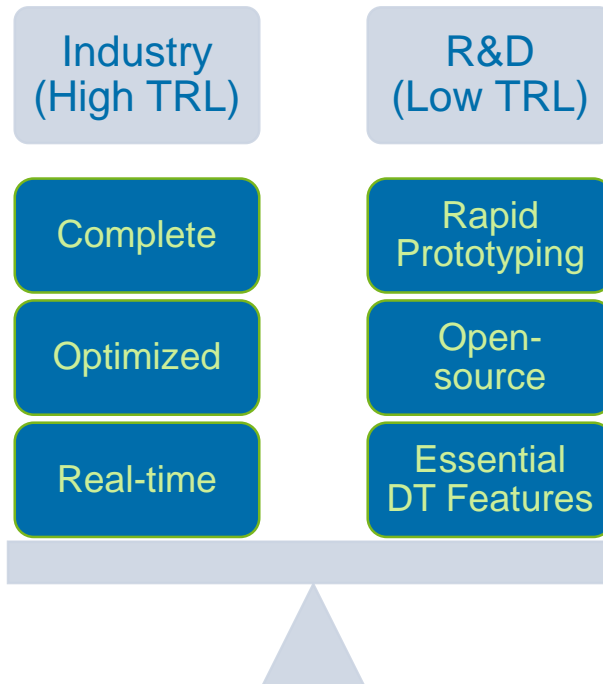 Industry
(High TRL)
Complete
Optimized
Real-time
R&D
(Low TRL)
Rapid
Prototyping
Open-
source
Essential
DT Features